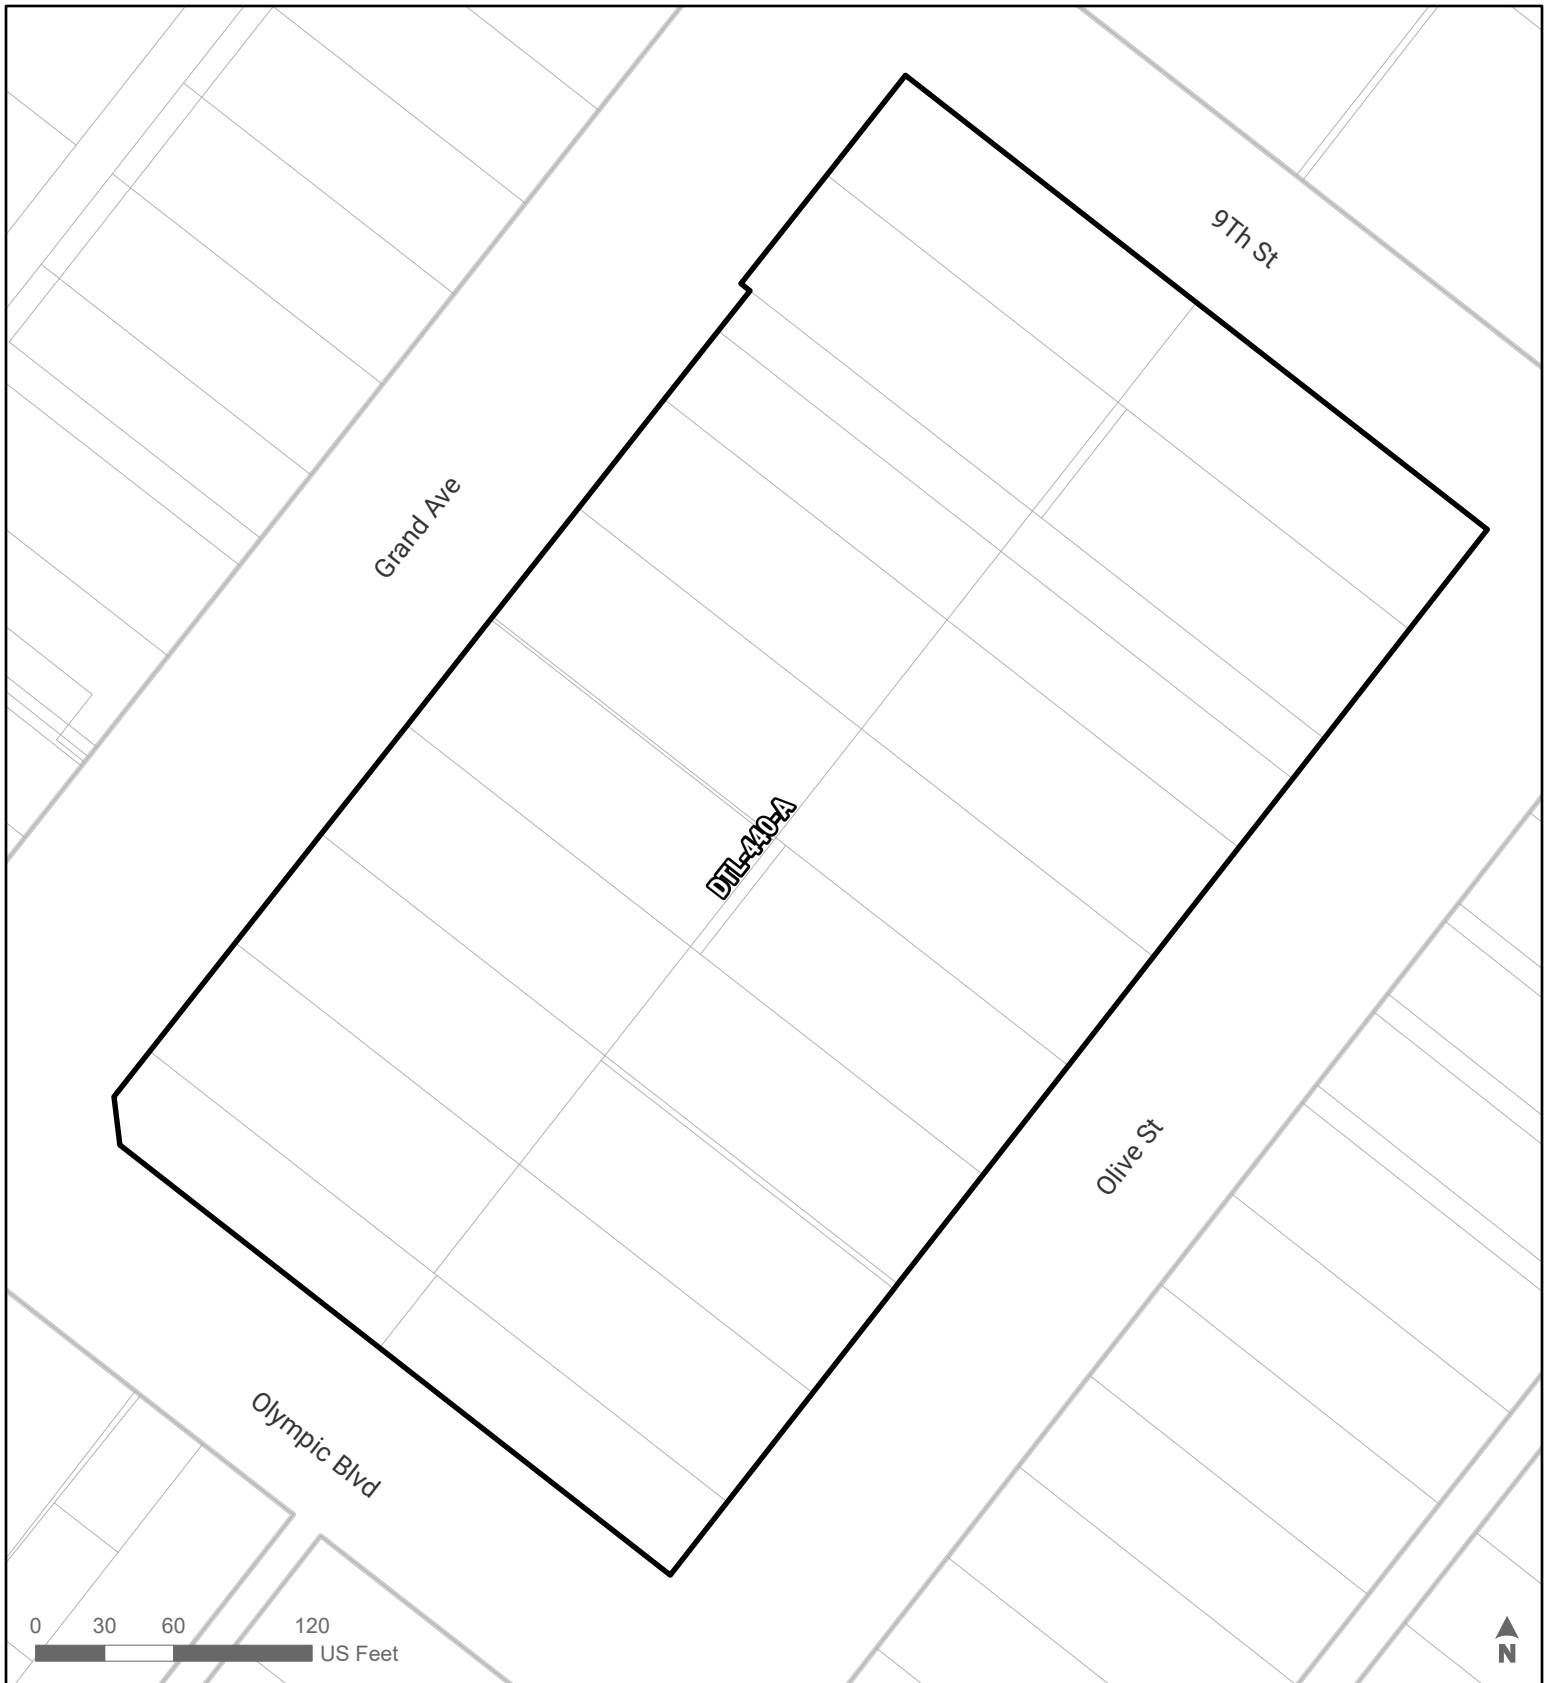 9Th St
Grand Ave
DTL-440-A
Olive St
Olympic Blvd
0 30 60 120
US Feet
N